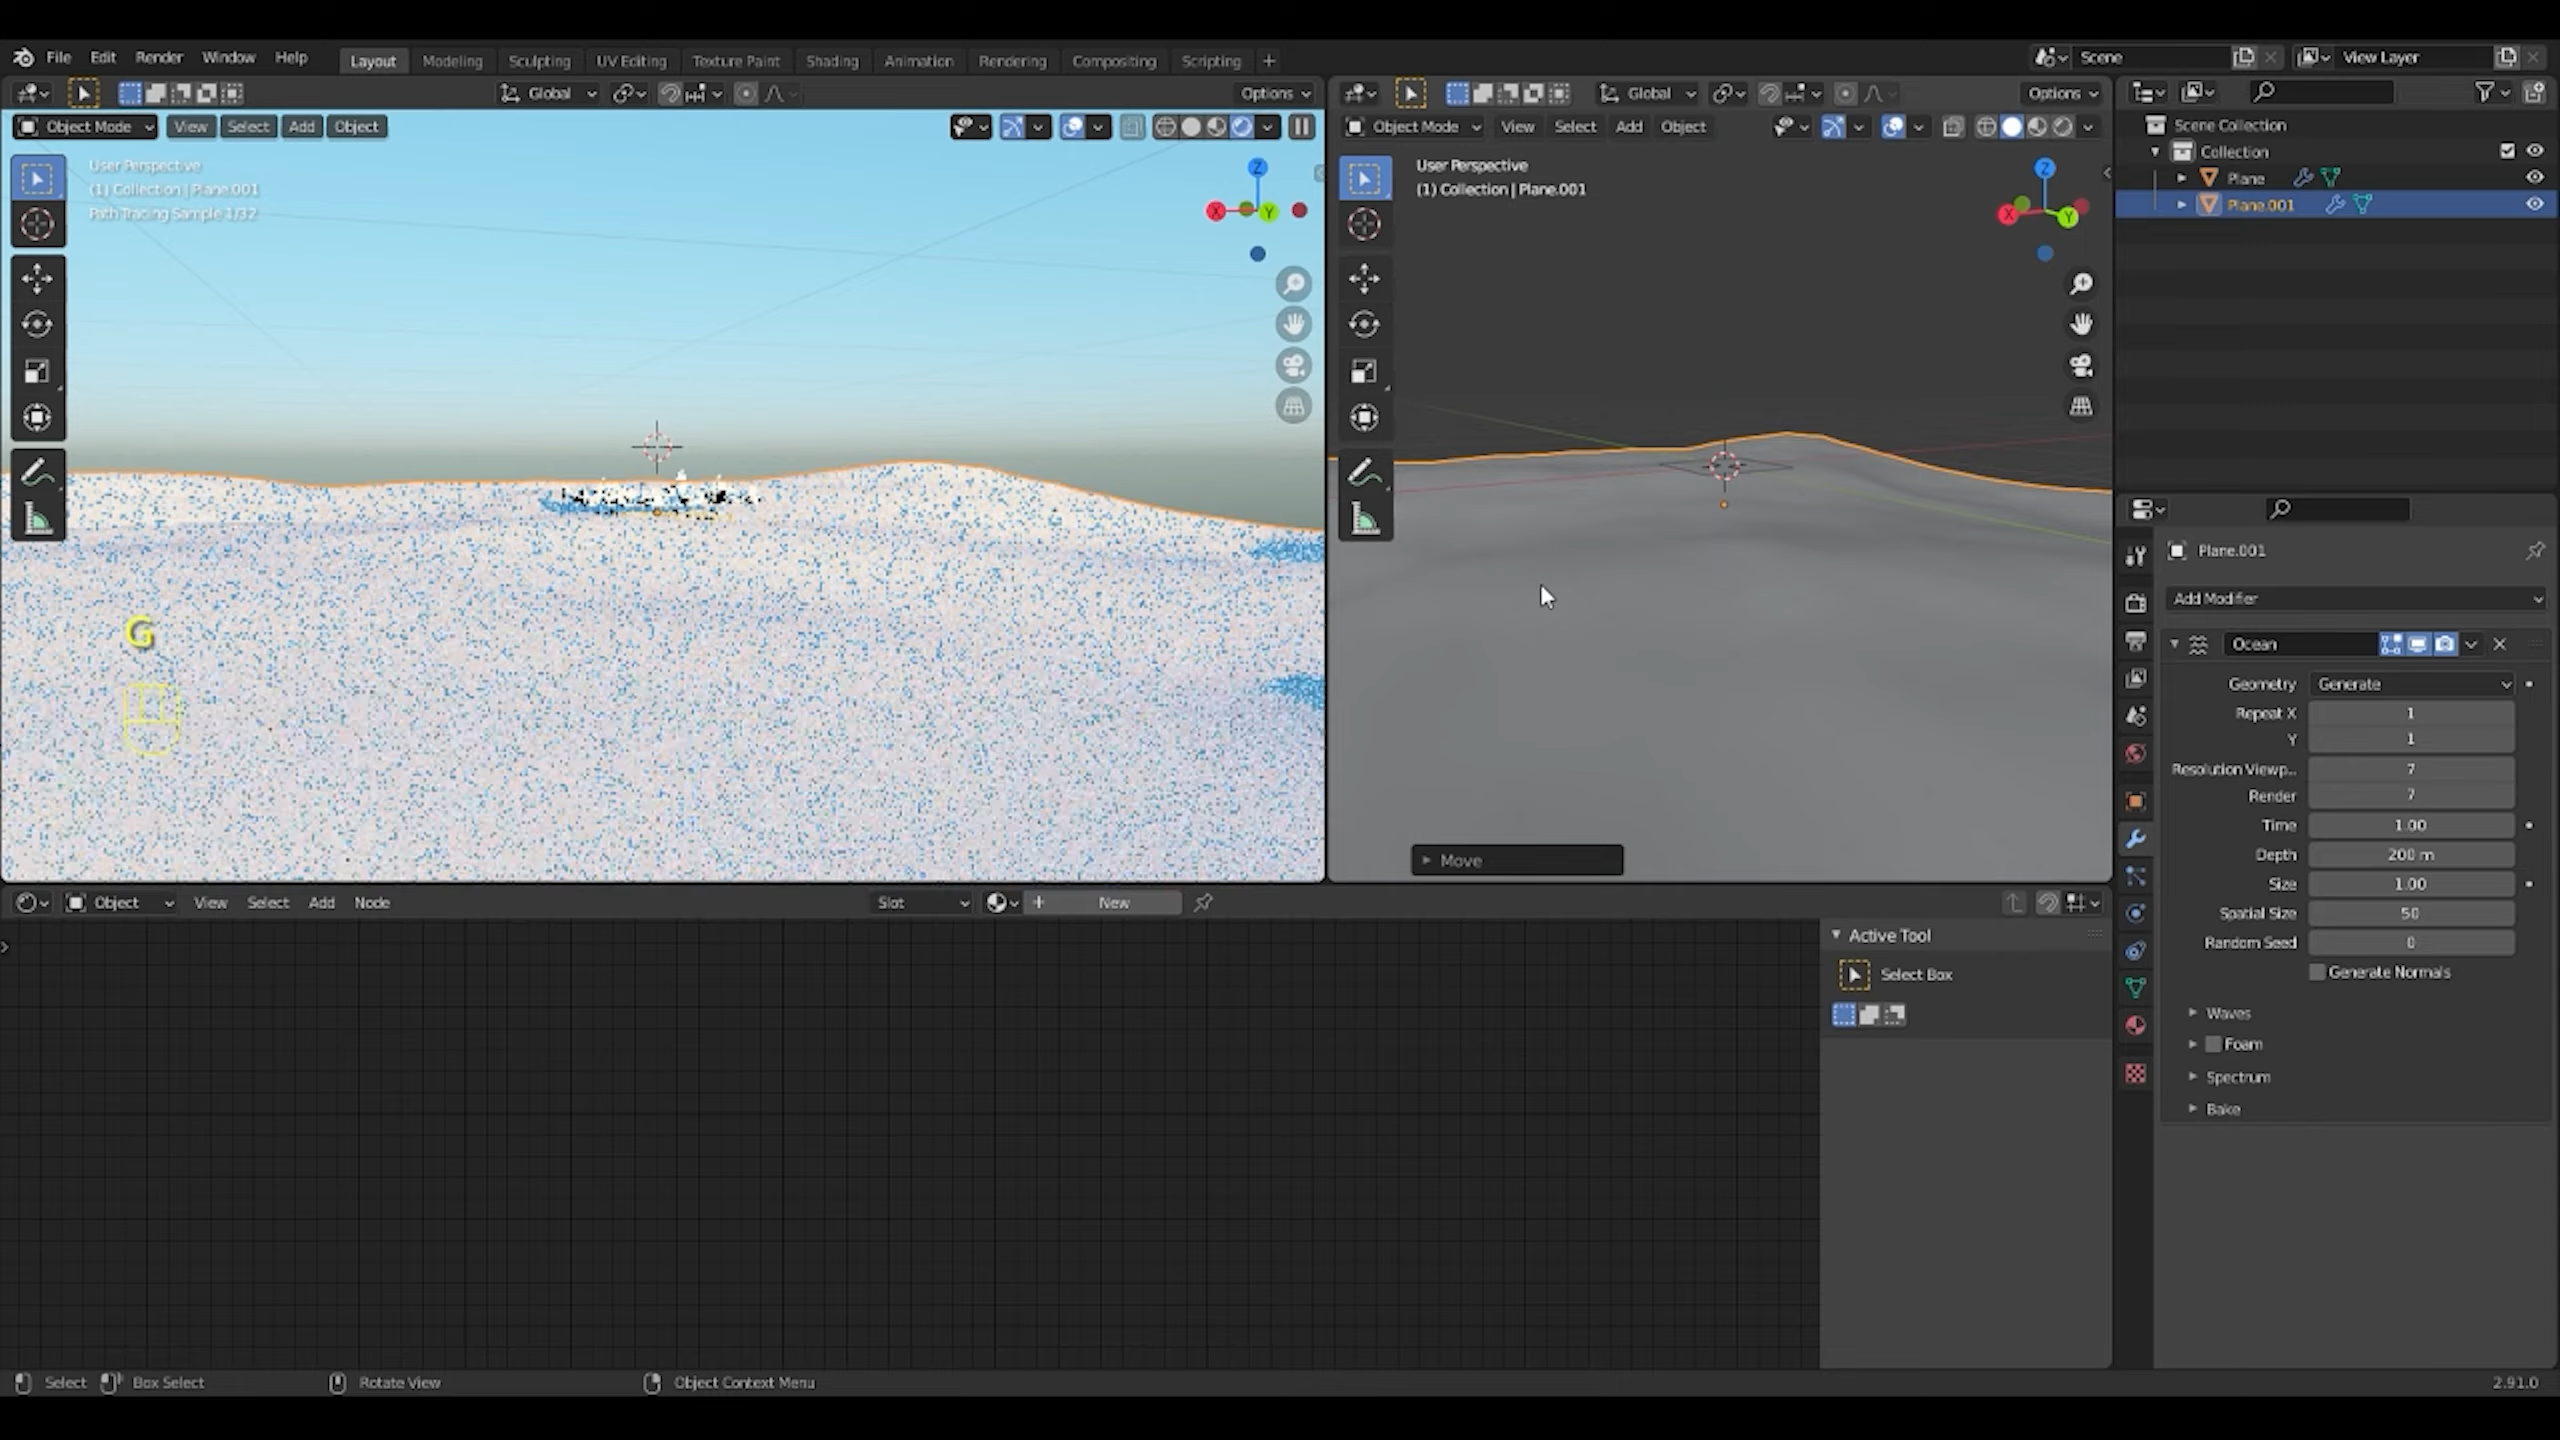 File Edit Render Window Help Layout Modeling Sculpting UV Editing Texture Paint Shading Animation Rendering Compositing Scripting + Scene View Layer
Global Options Global Options
Object Mode View Select Add Object Object Mode View Select Add Object
User Perspective
(1) Collection | Plane.001
Path Tracing Sample 1/32
Z
X
Y
User Perspective
(1) Collection | Plane.001
Z
X
Y
G
Move
Scene Collection
Collection
Plane
Plane.001
Plane.001
Add Modifier
Ocean
Geometry Generate
Repeat X 1
Y 1
Resolution Viewp.. 7
Render 7
Time 1.00
Depth 200 m
Size 1.00
Spatial Size 50
Random Seed 0
Generate Normals
Waves
Foam
Spectrum
Bake
Object View Select Add Node Slot New
Active Tool
Select Box
Select Box Select Rotate View Object Context Menu 2.91.0